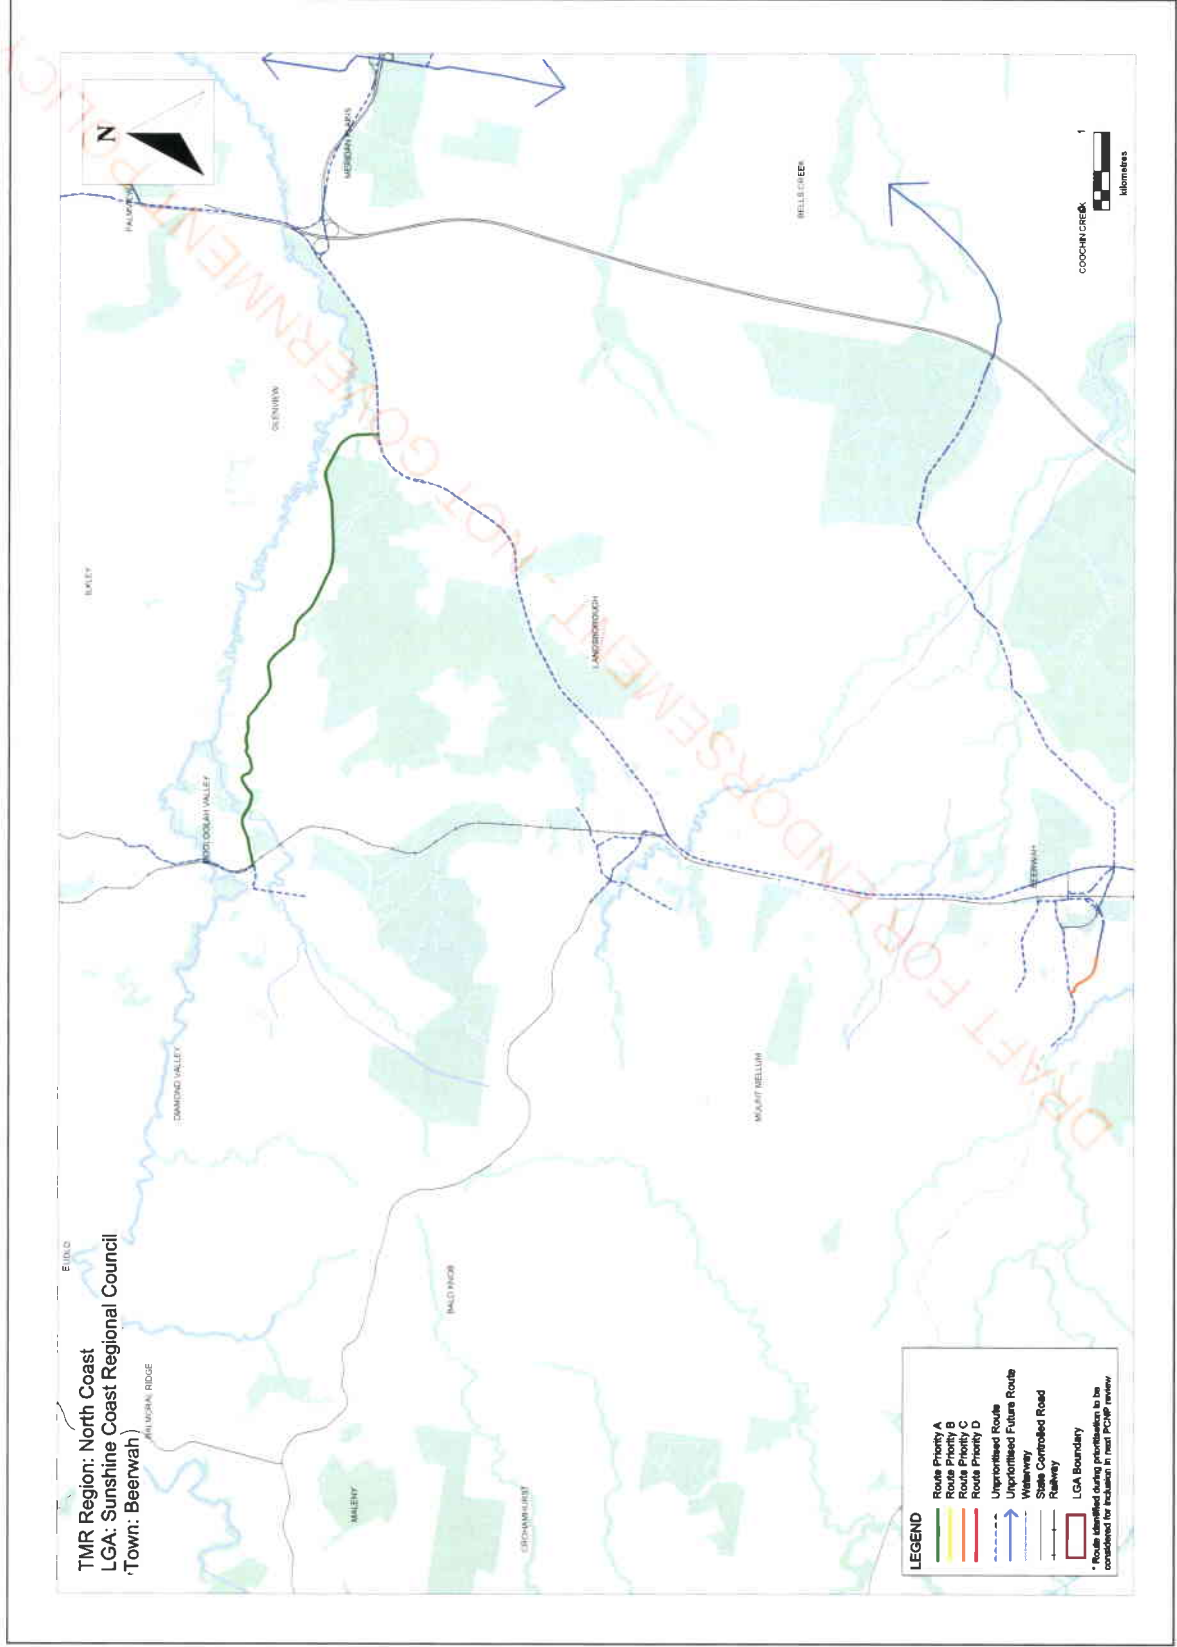 TMR Region: North Coast
LGA: Sunshine Coast Regional Council
Town: Beerwah
N
EUDLO
BALMORAL RIDGE
DIAMOND VALLEY
MOOLOOLAH VALLEY
ILKLEY
GLENVIEW
PALMVIEW
MERIDAN PLAINS
MALENY
CROHAMHURST
BALD KNOB
MOUNT MELLUM
LANDSBOROUGH
BELLS CREEK
COOCHIN CREEK
BEERWAH
1
kilometres
LEGEND
Route Priority A
Route Priority B
Route Priority C
Route Priority D
Unprioritised Route
Unprioritised Future Route
Waterway
State Controlled Road
Railway
LGA Boundary
* Route identified during prioritisation to be
considered for inclusion in next PCNP review
DRAFT FOR ENDORSEMENT - NOT GOVERNMENT POLICY